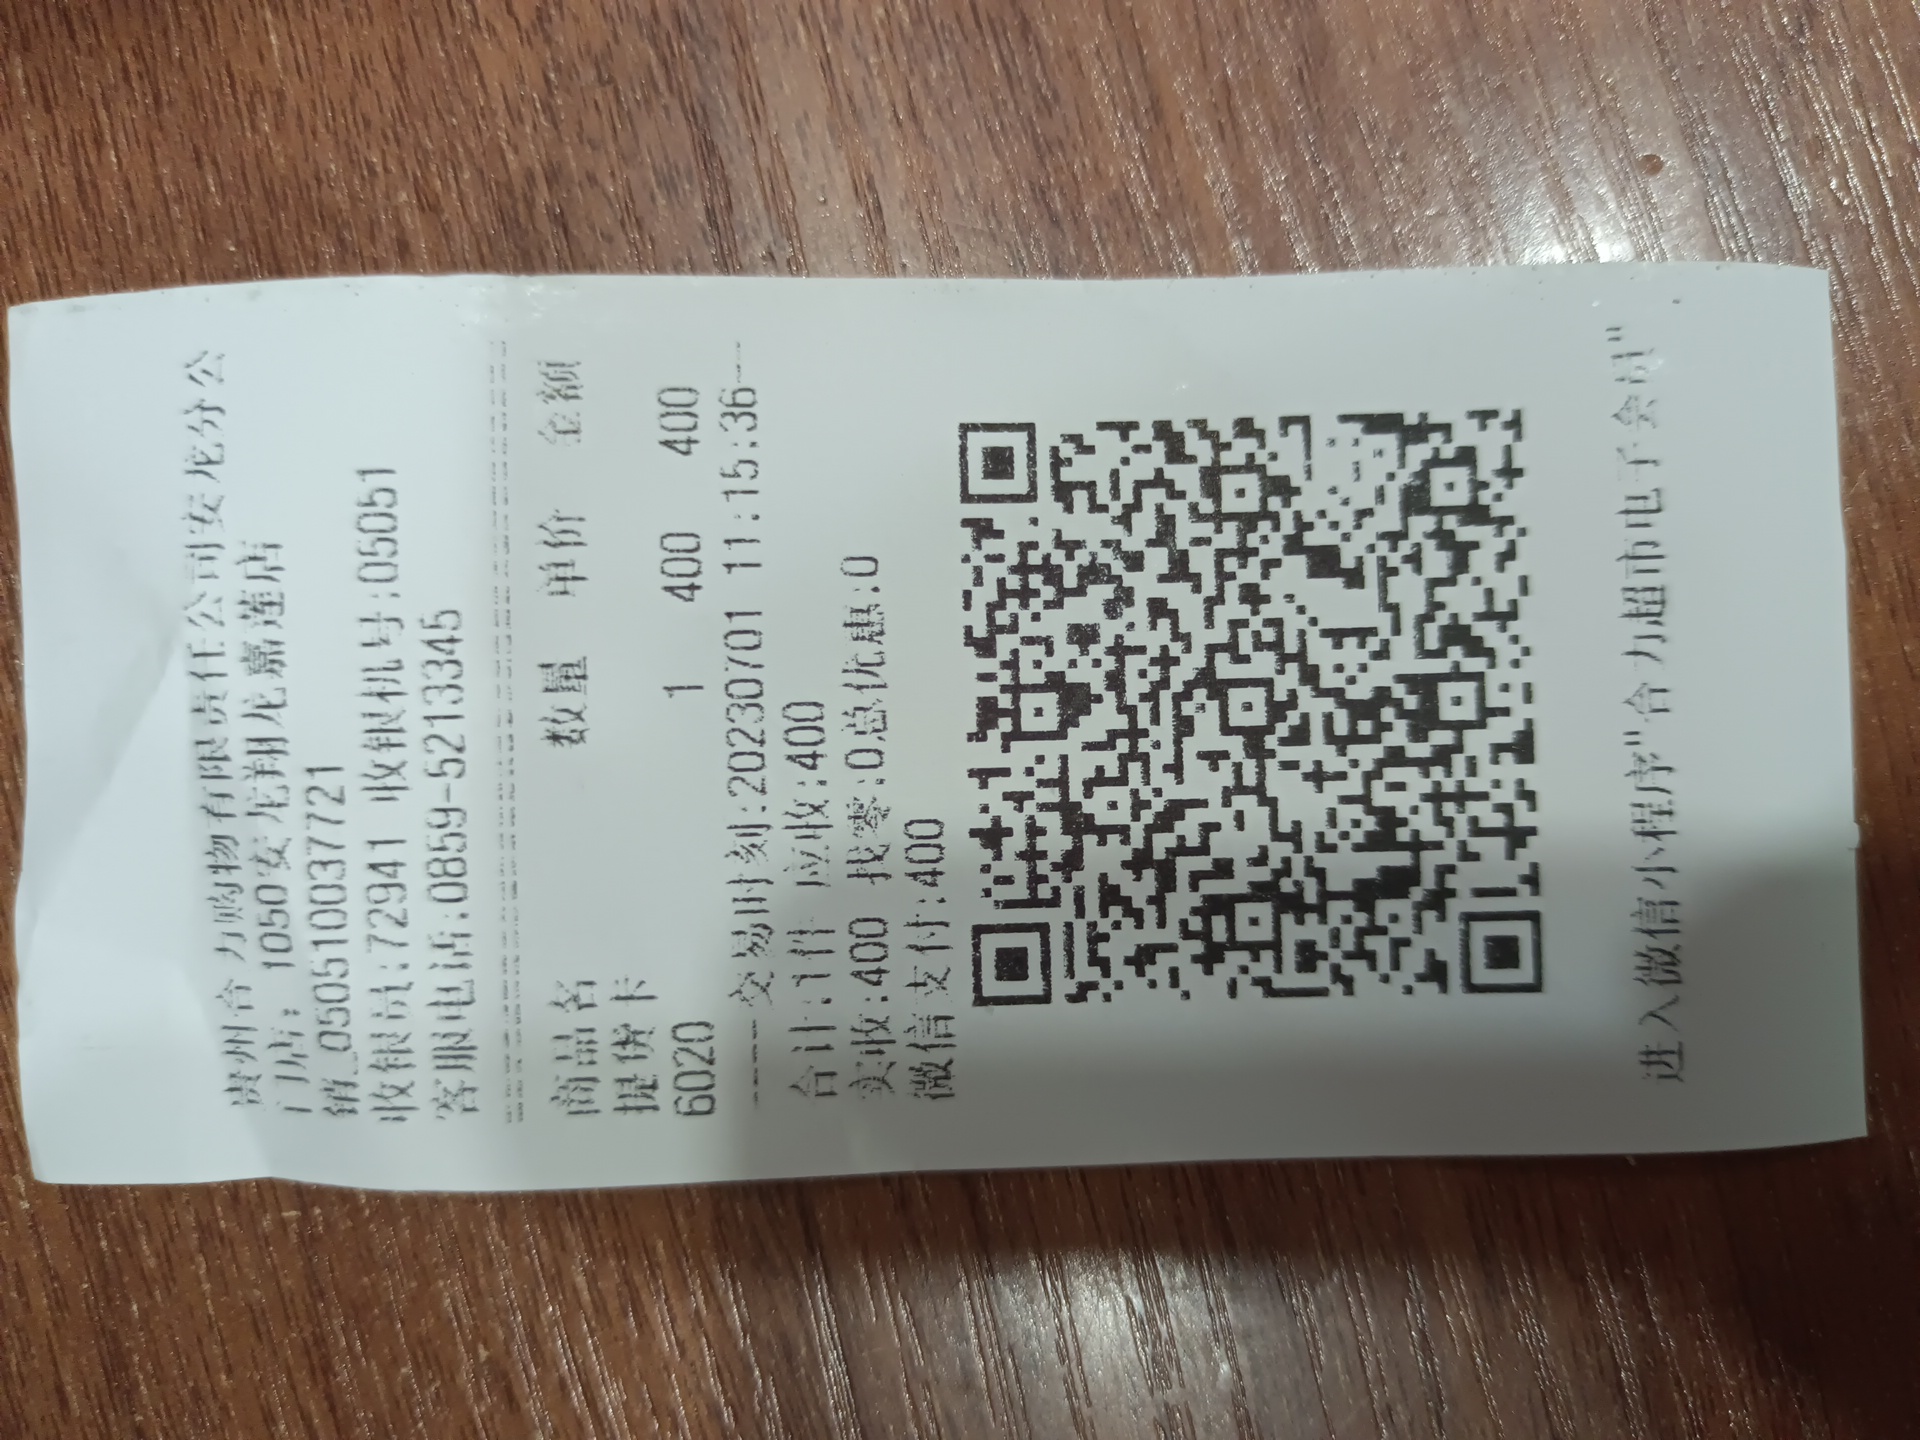 贵州合力购物有限责任公司安龙分公
门店: 1050安龙翔龙嘉莲店
销_050510037721
收银员:72941 收银机号:05051
客服电话:0859-5213345
商品名 数量 单价 金额
提货卡
6020 1 400 400
交易时刻:20230701 11:15:36
合计:1件 应收:400
实收:400 找零:0总优惠:0
微信支付:400
进入微信小程序"合力超市电子会员"